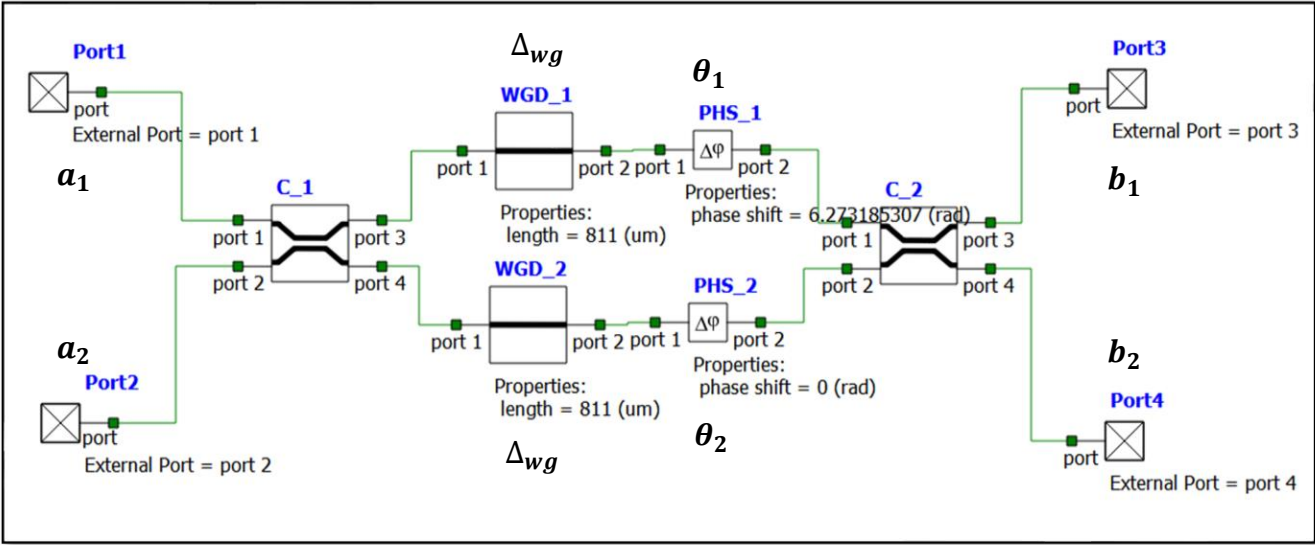 Port1
port
External Port = port 1
a₁
a₂
Port2
port
External Port = port 2
C_1
port 1
port 2
port 3
port 4
Δwg
WGD_1
port 1
port 2
Properties:
length = 811 (um)
WGD_2
port 1
port 2
Properties:
length = 811 (um)
Δwg
θ₁
PHS_1
Δφ
port 1
port 2
Properties:
phase shift = 6.273185307 (rad)
PHS_2
Δφ
port 1
port 2
Properties:
phase shift = 0 (rad)
θ₂
C_2
port 1
port 2
port 3
port 4
Port3
port
External Port = port 3
b₁
b₂
Port4
port
External Port = port 4